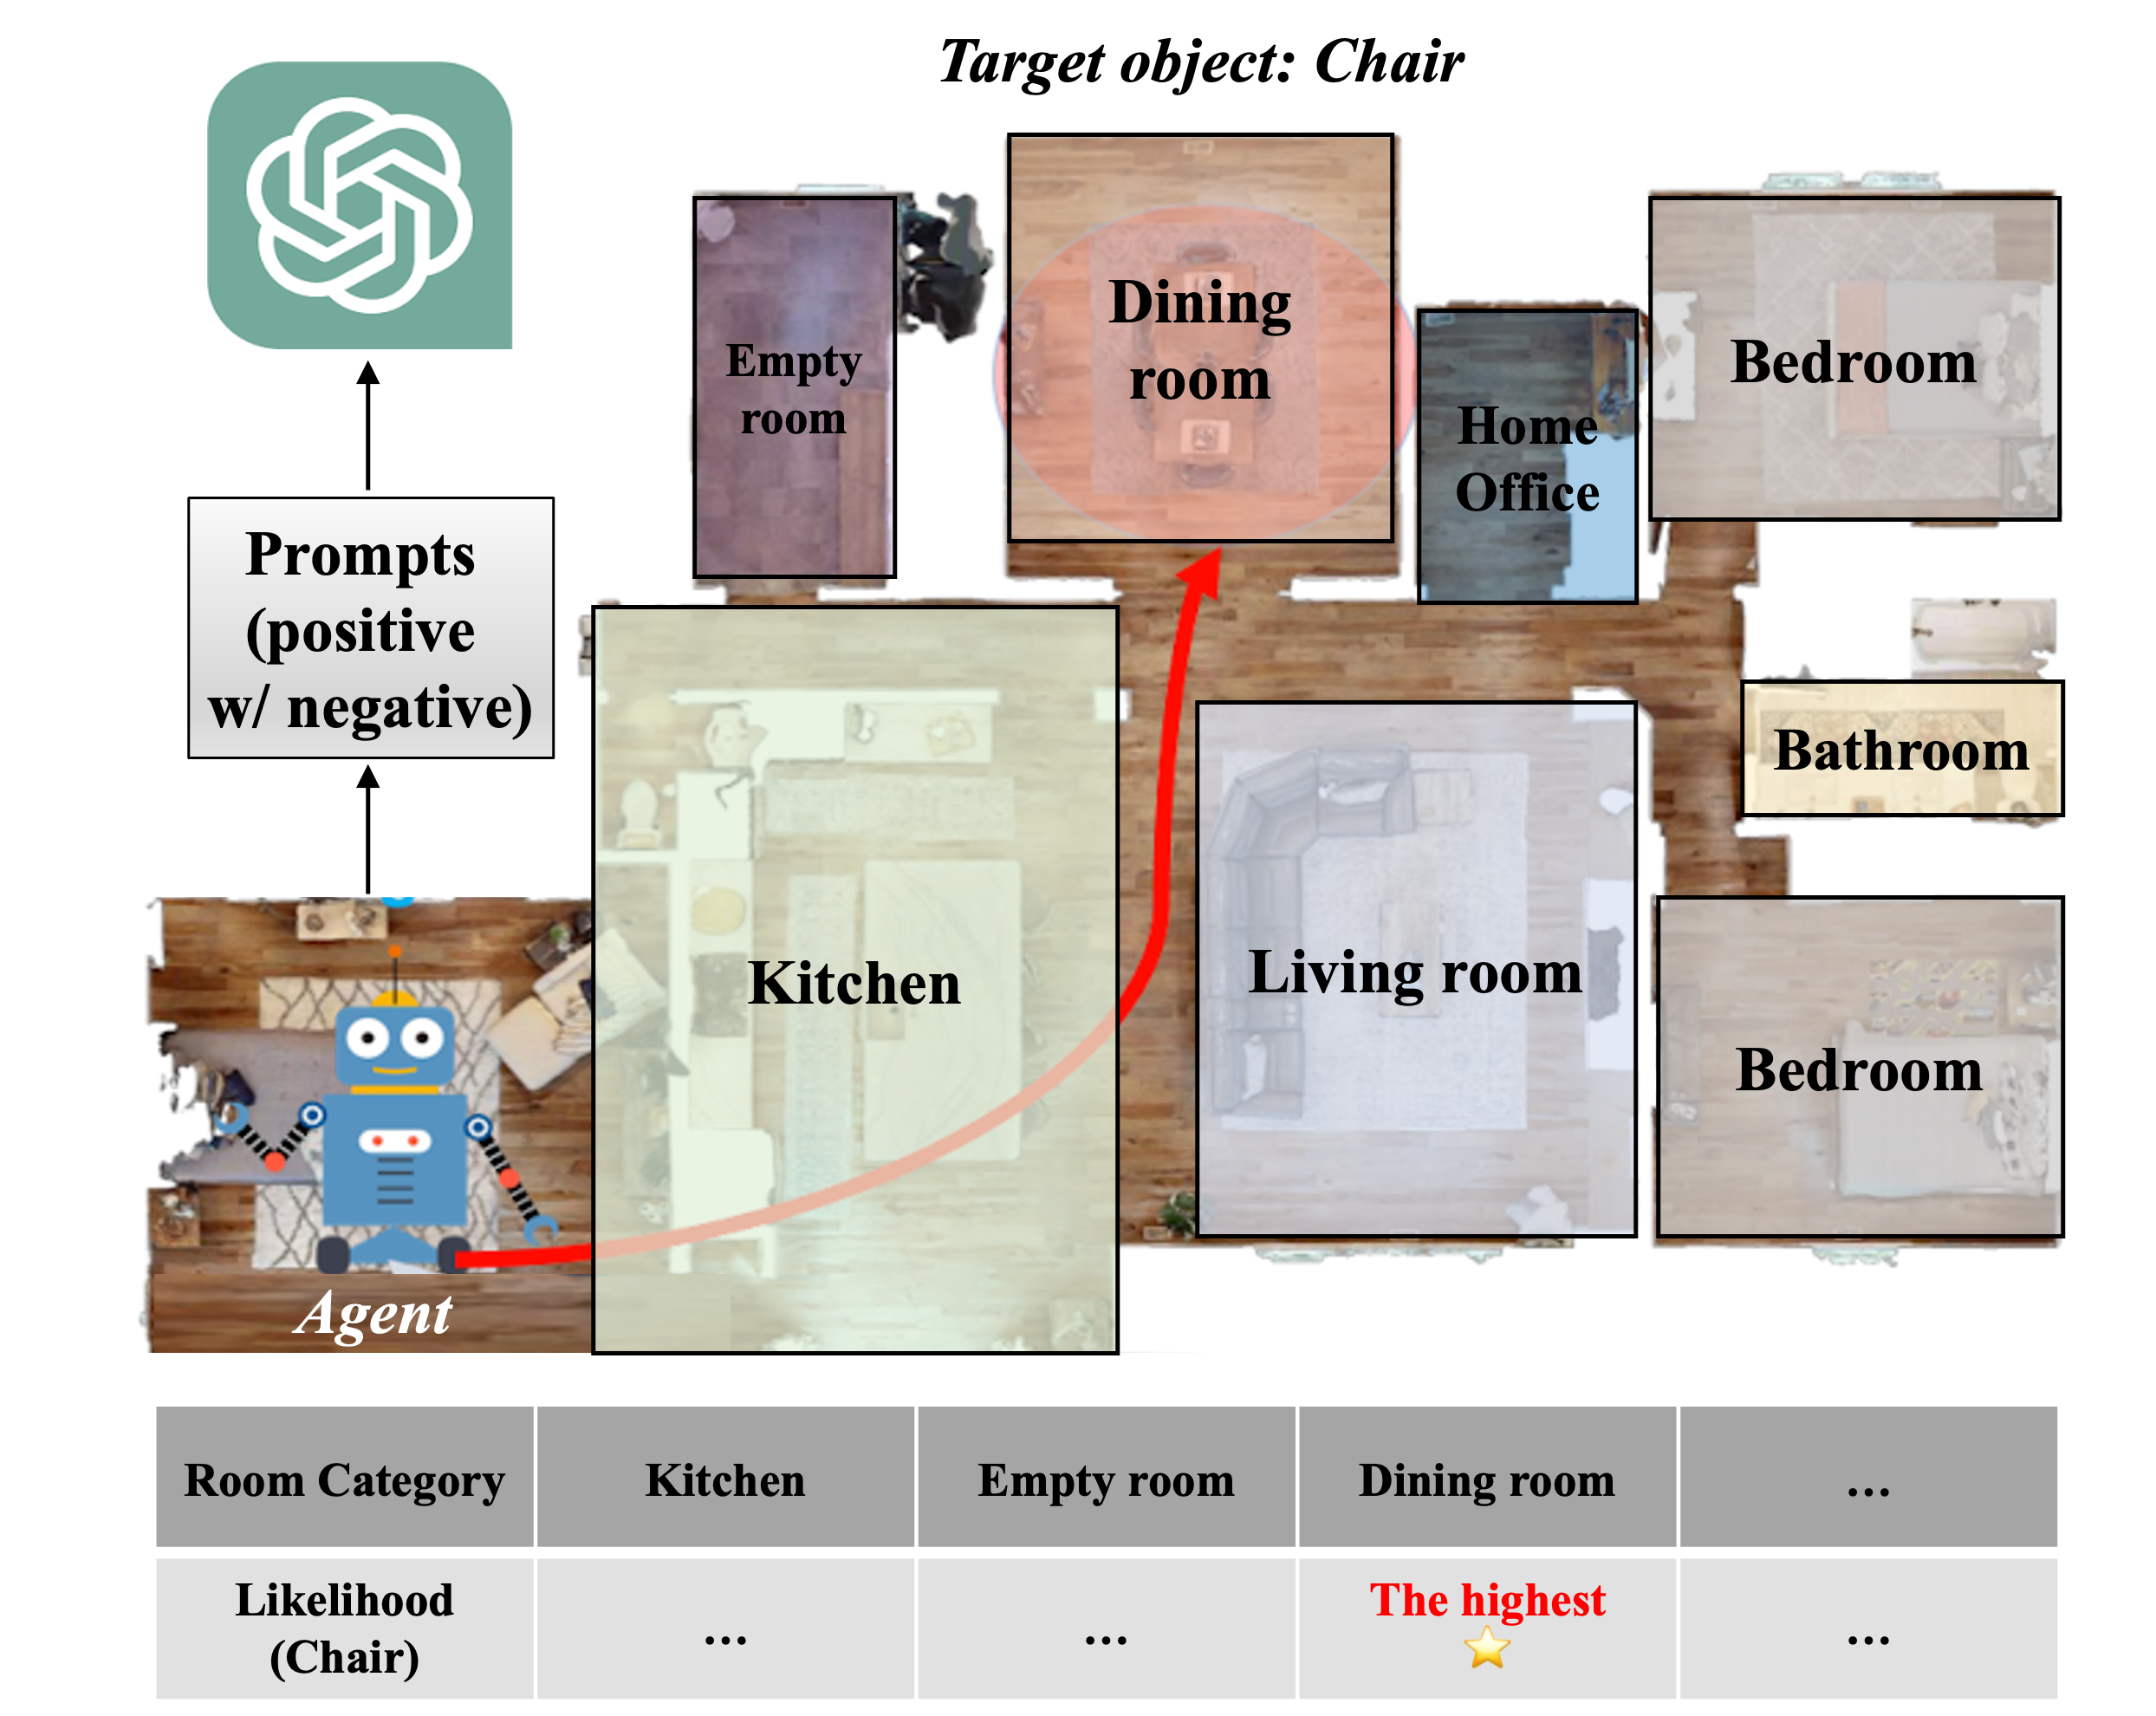 Target object: Chair
Empty
room
Dining
room
Home
Office
Bedroom
Prompts
(positive
w/ negative)
Kitchen
Living room
Bathroom
Bedroom
Agent
Room Category
Kitchen
Empty room
Dining room
...
Likelihood
(Chair)
...
...
The highest
...